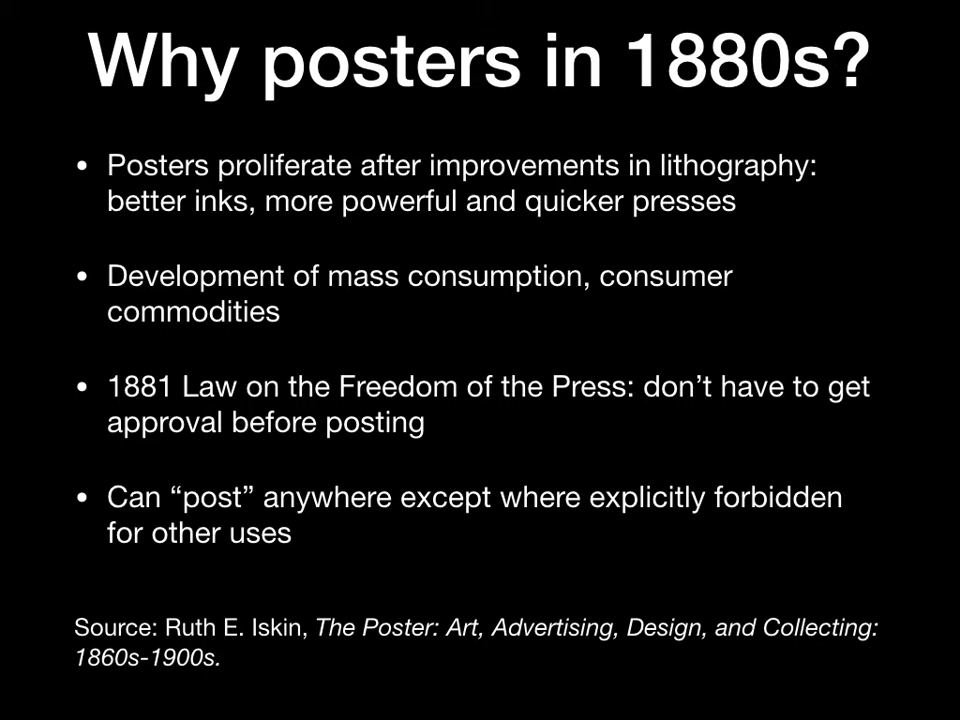 Why posters in 1880s?
• Posters proliferate after improvements in lithography:
better inks, more powerful and quicker presses
• Development of mass consumption, consumer
commodities
• 1881 Law on the Freedom of the Press: don’t have to get
approval before posting
• Can “post” anywhere except where explicitly forbidden
for other uses
Source: Ruth E. Iskin, The Poster: Art, Advertising, Design, and Collecting:
1860s-1900s.